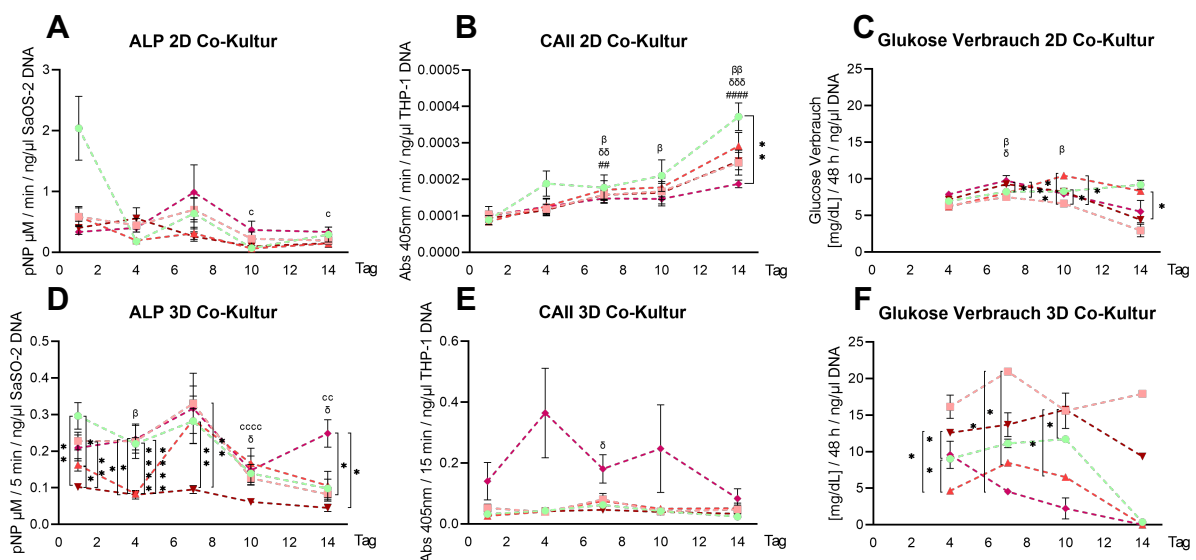 A
ALP 2D Co-Kultur
pNP µM / min / ng/µl SaOS-2 DNA
3
2
1
0
0 2 4 6 8 10 12 14 Tag
c
c
B
CAII 2D Co-Kultur
Abs 405nm / min / ng/µl THP-1 DNA
0.0005
0.0004
0.0003
0.0002
0.0001
0.0000
0 2 4 6 8 10 12 14 Tag
β
δδ
##
β
ββ
δδδ
####
**
C
Glukose Verbrauch 2D Co-Kultur
Glucose Verbrauch
[mg/dL] / 48 h / ng/µl DNA
25
20
15
10
5
0
0 2 4 6 8 10 12 14 Tag
β
δ
β
D
ALP 3D Co-Kultur
pNP µM / 5 min / ng/µl SaSO-2 DNA
0.5
0.4
0.3
0.2
0.1
0.0
0 2 4 6 8 10 12 14 Tag
β
cccc
δ
cc
δ
E
CAII 3D Co-Kultur
Abs 405nm / 15 min / ng/µl THP-1 DNA
0.6
0.4
0.2
0.0
0 2 4 6 8 10 12 14 Tag
δ
F
Glukose Verbrauch 3D Co-Kultur
Glukose Verbrauch
[mg/dL] / 48 h / ng/µl DNA
25
20
15
10
5
0
0 2 4 6 8 10 12 14 Tag